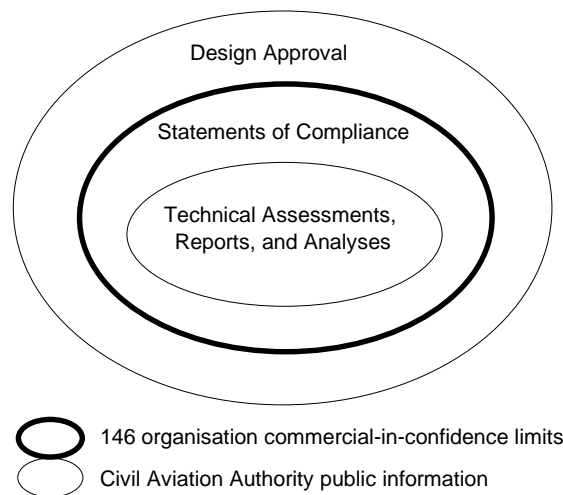 Design Approval
Statements of Compliance
Technical Assessments,
Reports, and Analyses
146 organisation commercial-in-confidence limits
Civil Aviation Authority public information